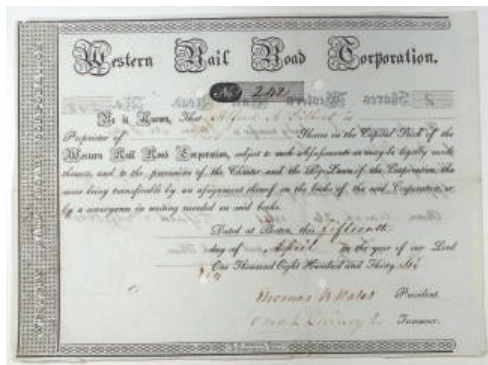 Western Rail Road Corporation.
No. 242
Be it Known, That Alfred A. Gilbert is
Proprietor of Shares in the Capital Stock of the
Western Rail Road Corporation, subject to such Assessments as may be legally made
thereon, and to the provisions of the Charter and the Bye-Laws of the Corporation, the
same being transferable by an assignment thereof, on the books of the said Corporation, or
by a conveyance in writing recorded on said books.
Dated at Boston, this fifteenth
day of April in the year of our Lord
One Thousand Eight Hundred and Thirty Six
Thomas B Wales President.
Treasurer.